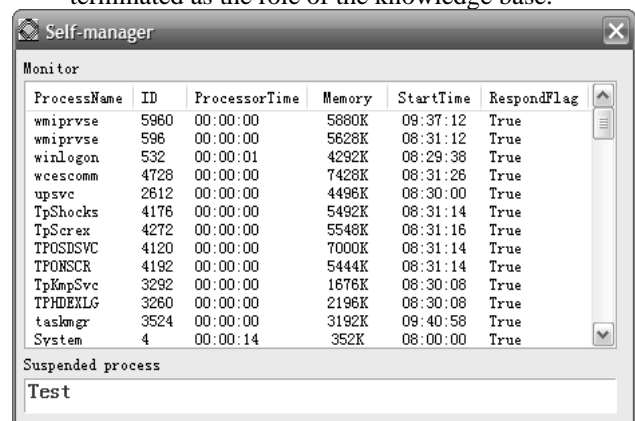 terminated as the role of the knowledge base.
Self-manager
Monitor
ProcessName ID ProcessorTime Memory StartTime RespondFlag
wmiprvse 5960 00:00:00 5880K 09:37:12 True
wmiprvse 596 00:00:00 5628K 08:31:12 True
winlogon 532 00:00:01 4292K 08:29:38 True
wcescomm 4728 00:00:00 7428K 08:31:26 True
upsvc 2612 00:00:00 4496K 08:30:00 True
TpShocks 4176 00:00:00 5492K 08:31:14 True
TpScrex 4272 00:00:00 5548K 08:31:16 True
TPOSDSVC 4120 00:00:00 7000K 08:31:14 True
TPONSCR 4192 00:00:00 5444K 08:31:14 True
TpKmpSvc 3292 00:00:00 1676K 08:30:08 True
TPHDEXLG 3260 00:00:00 2196K 08:30:08 True
taskmgr 3524 00:00:00 3192K 09:40:58 True
System 4 00:00:14 352K 08:00:00 True
Suspended process
Test